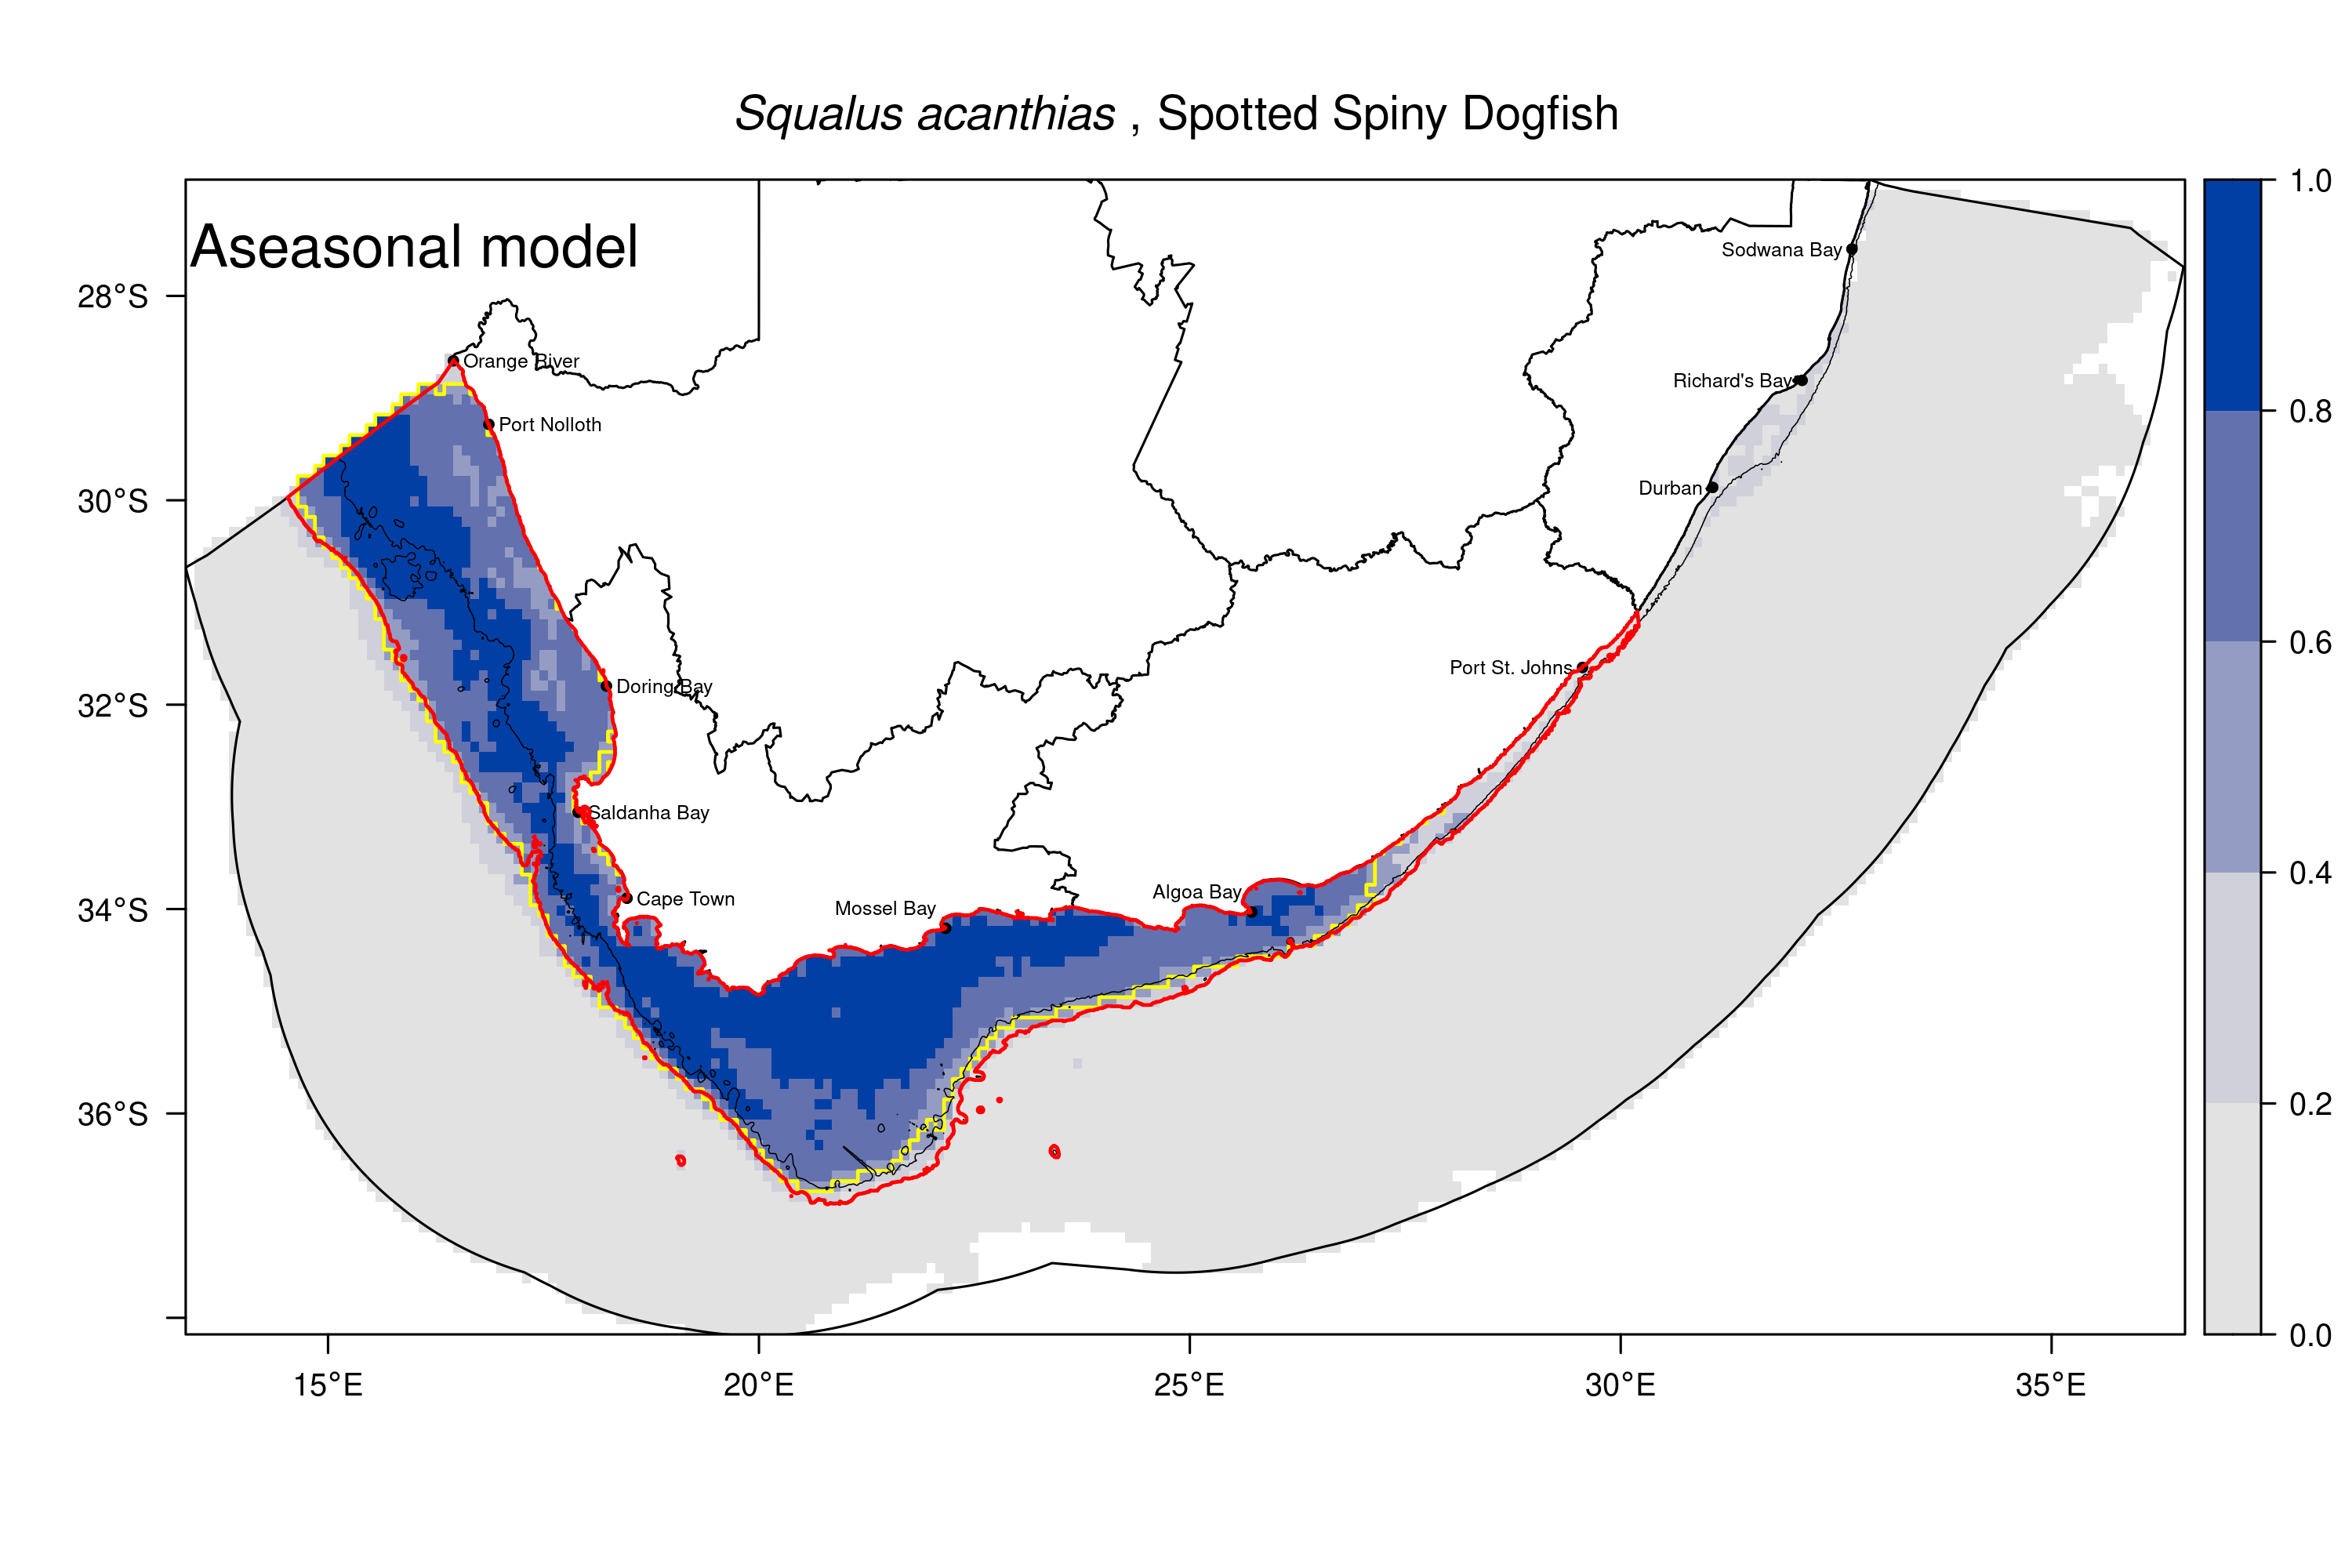 Squalus acanthias , Spotted Spiny Dogfish
Aseasonal model
Sodwana Bay
Orange River
Richard's Bay
Port Nolloth
Durban
Port St. Johns
Doring Bay
Saldanha Bay
Cape Town
Mossel Bay
Algoa Bay
28°S
30°S
32°S
34°S
36°S
15°E
20°E
25°E
30°E
35°E
1.0
0.8
0.6
0.4
0.2
0.0